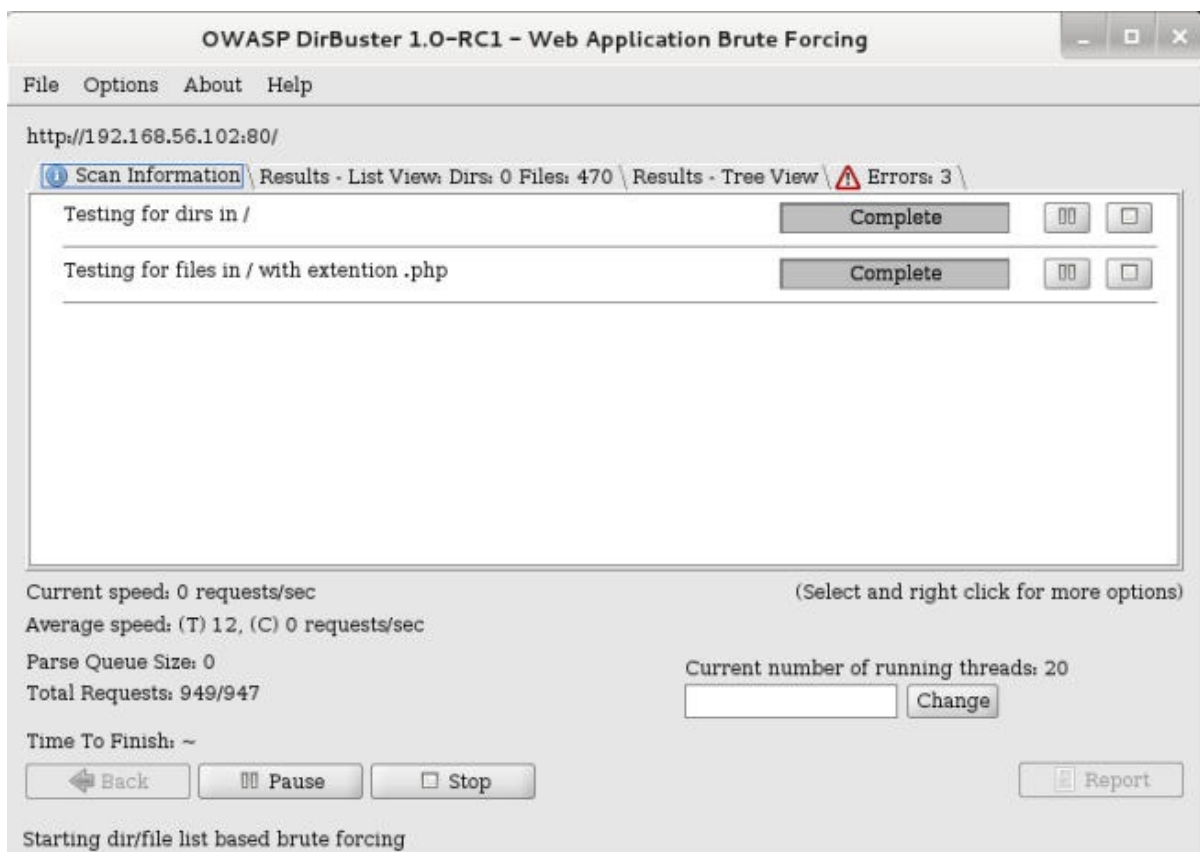 OWASP DirBuster 1.0-RC1 - Web Application Brute Forcing
File Options About Help
http://192.168.56.102:80/
Scan Information Results - List View: Dirs: 0 Files: 470 Results - Tree View Errors: 3
Testing for dirs in / Complete
Testing for files in / with extention .php Complete
Current speed: 0 requests/sec (Select and right click for more options)
Average speed: (T) 12, (C) 0 requests/sec
Parse Queue Size: 0 Current number of running threads: 20
Total Requests: 949/947 Change
Time To Finish: ~
Back Pause Stop Report
Starting dir/file list based brute forcing